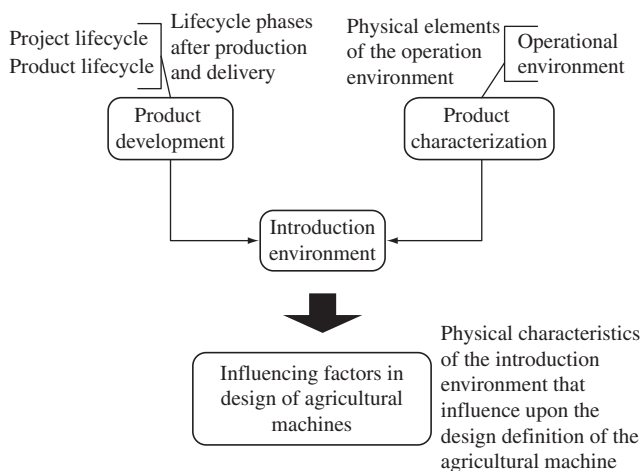 Project lifecycle
Product lifecycle
Lifecycle phases
after production
and delivery
Physical elements
of the operation
environment
Operational
environment
Product
development
Product
characterization
Introduction
environment
Influencing factors in
design of agricultural
machines
Physical characteristics
of the introduction
environment that
influence upon the
design definition of the
agricultural machine